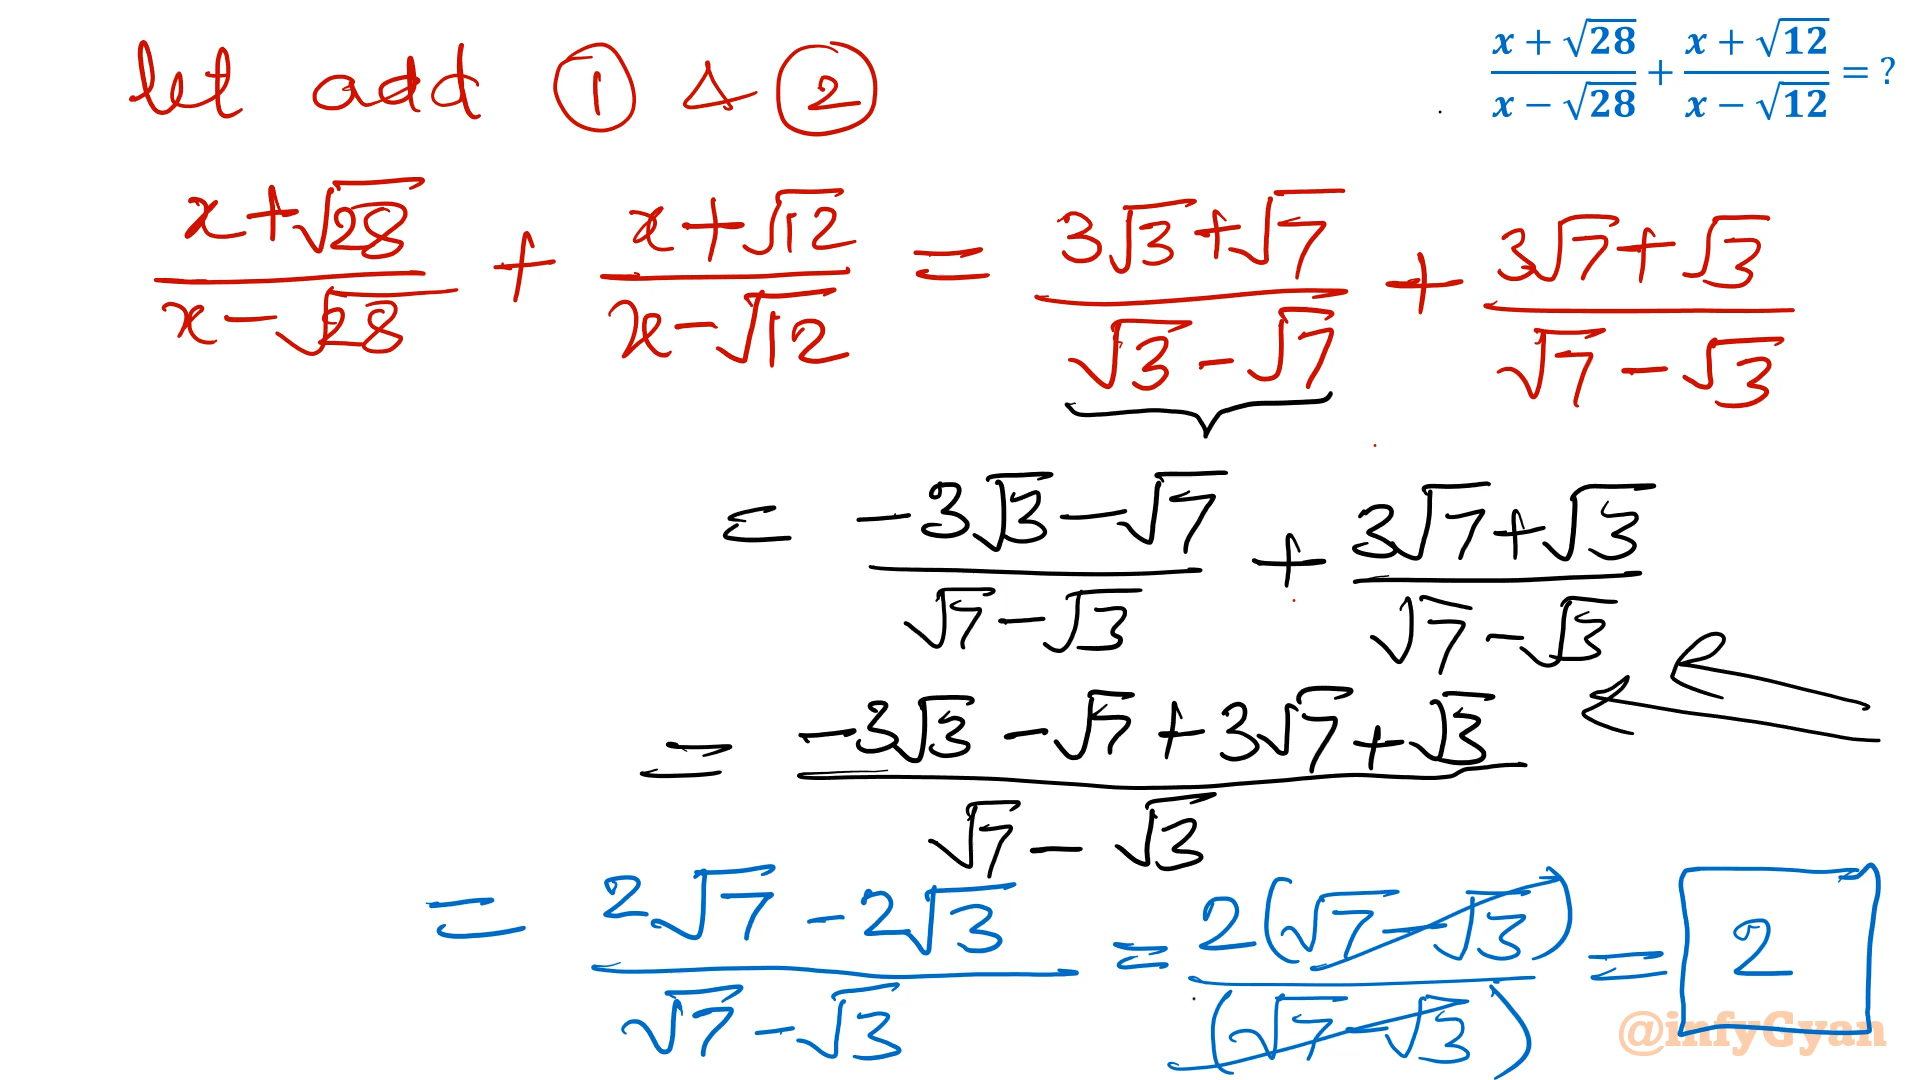 let add ① & ②
(x+√28)/(x-√28) + (x+√12)/(x-√12) = ?
(x+√28)/(x-√28) + (x+√12)/(x-√12) = (3√3+√7)/(√3-√7) + (3√7+√3)/(√7-√3)
= (-3√3-√7)/(√7-√3) + (3√7+√3)/(√7-√3)
= (-3√3-√7+3√7+√3)/(√7-√3)
= (2√7-2√3)/(√7-√3) = 2(√7-√3)/(√7-√3) = 2
@infyGyan